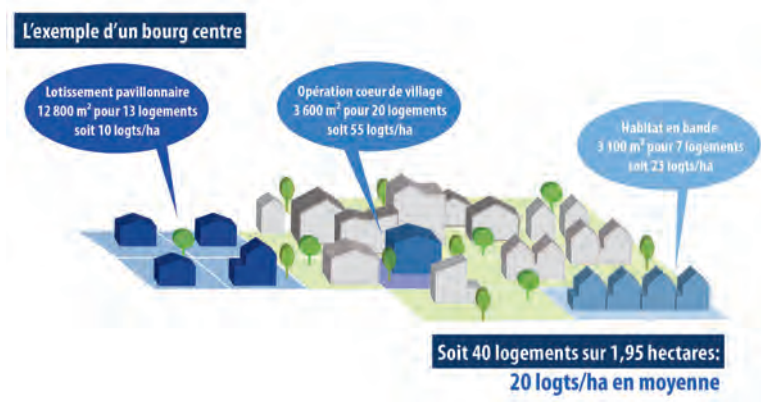 L'exemple d'un bourg centre
Lotissement pavillonnaire
12 800 m² pour 13 logements
soit 10 logts/ha
Opération coeur de village
3 600 m² pour 20 logements
soit 55 logts/ha
Habitat en bande
3 100 m² pour 7 logements
soit 23 logts/ha
Soit 40 logements sur 1,95 hectares:
20 logts/ha en moyenne